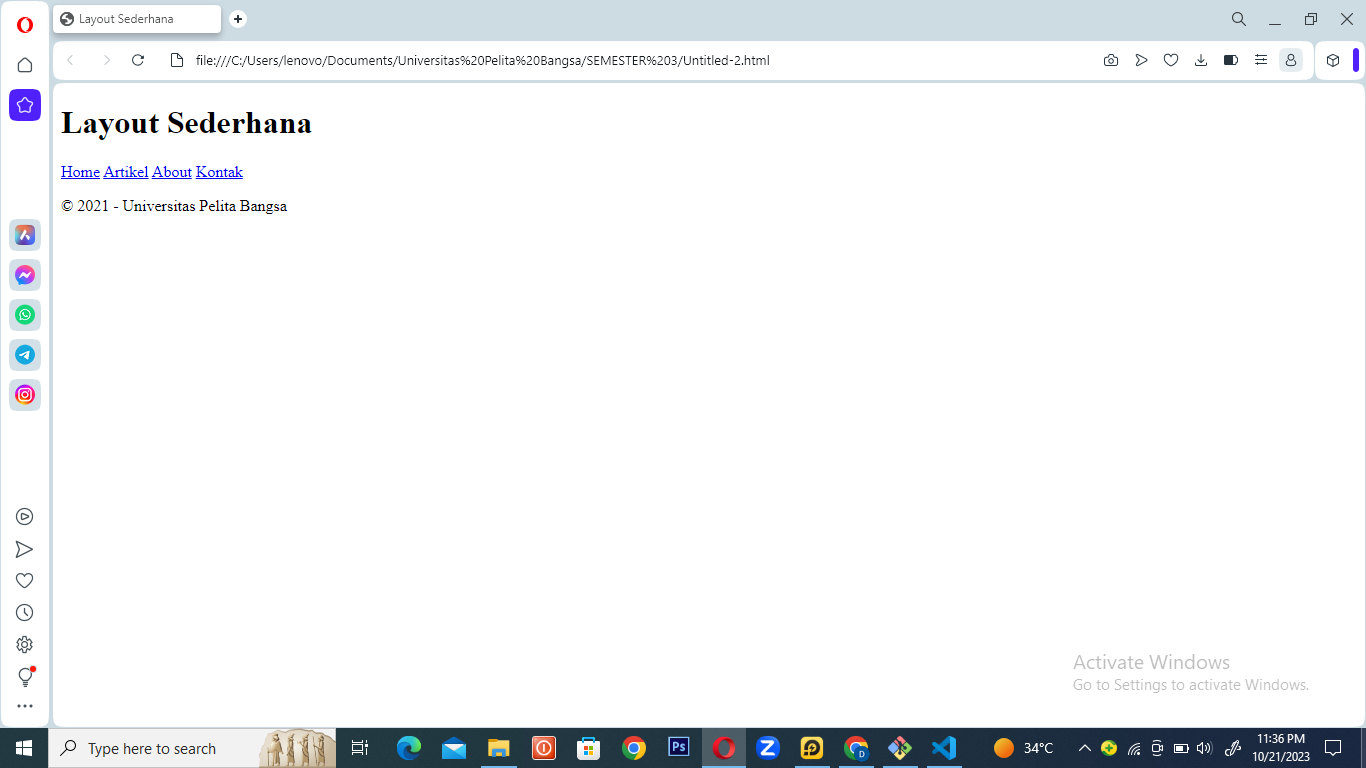 Layout Sederhana
file:///C:/Users/lenovo/Documents/Universitas%20Pelita%20Bangsa/SEMESTER%203/Untitled-2.html
Layout Sederhana
Home Artikel About Kontak
© 2021 - Universitas Pelita Bangsa
Activate Windows
Go to Settings to activate Windows.
Type here to search
Ps
Z
D
34°C
11:36 PM
10/21/2023